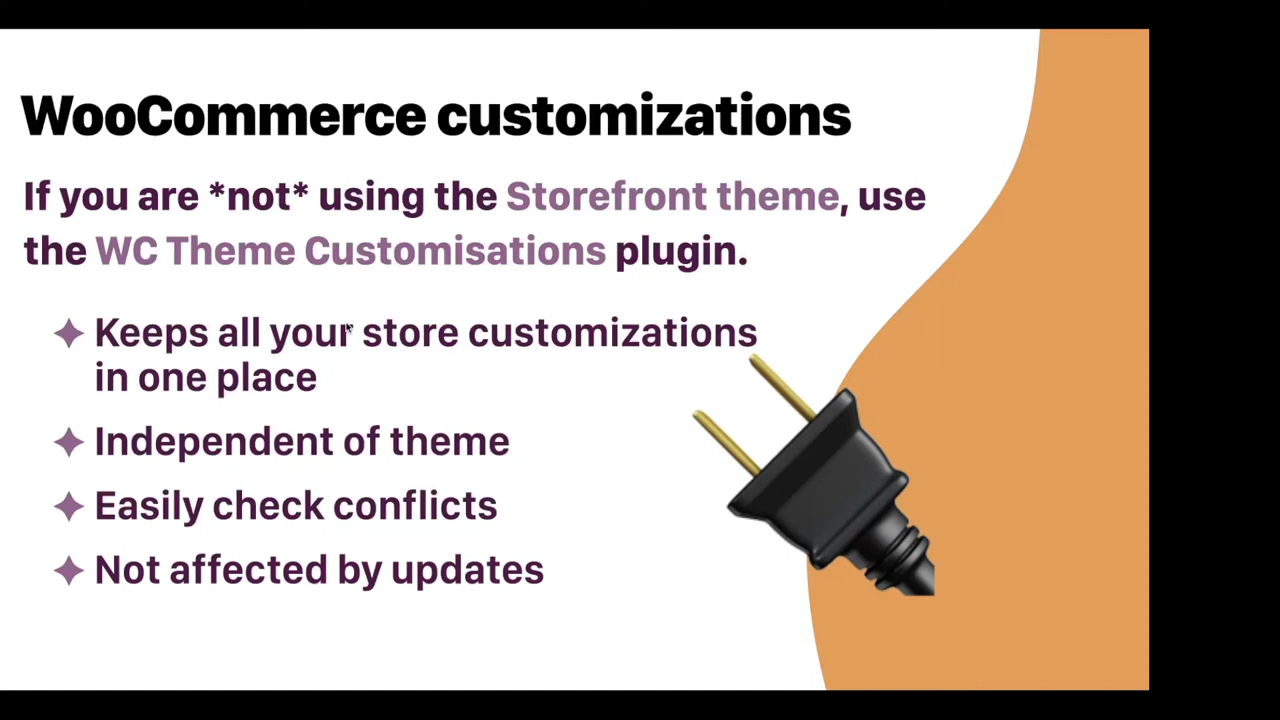 WooCommerce customizations
If you are *not* using the Storefront theme, use
the WC Theme Customisations plugin.
Keeps all your store customizations
in one place
Independent of theme
Easily check conflicts
Not affected by updates